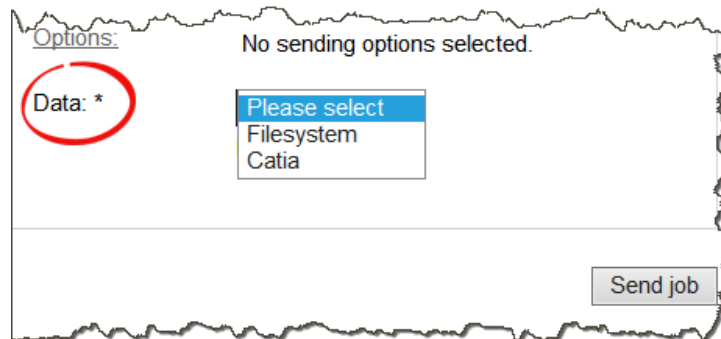 Options:
No sending options selected.
Data: *
Please select
Filesystem
Catia
Send job